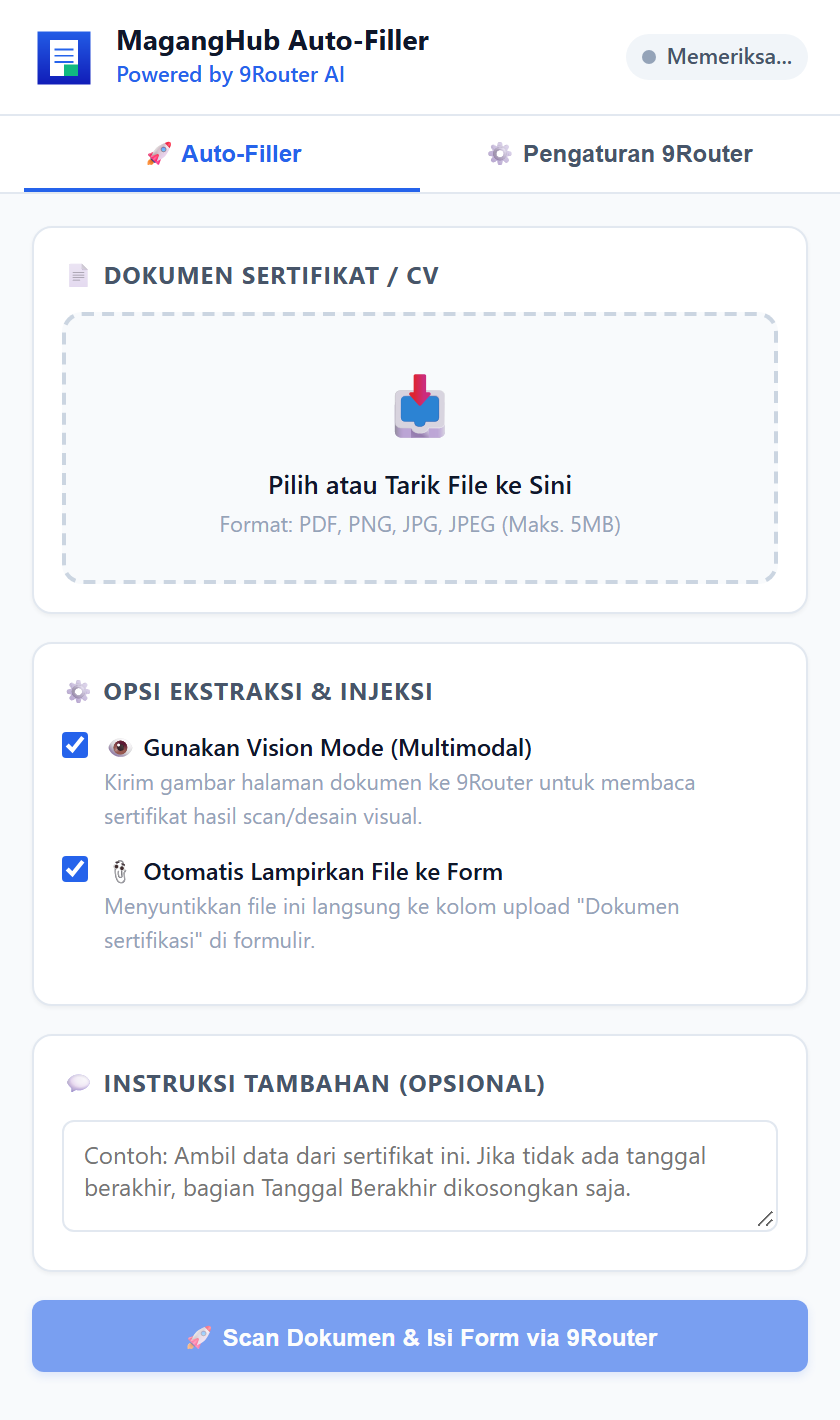 MagangHub Auto-Filler
Powered by 9Router AI
Memeriksa...
🚀 Auto-Filler
⚙️ Pengaturan 9Router
📄 DOKUMEN SERTIFIKAT / CV
📥
Pilih atau Tarik File ke Sini
Format: PDF, PNG, JPG, JPEG (Maks. 5MB)
⚙️ OPSI EKSTRAKSI & INJEKSI
👁️ Gunakan Vision Mode (Multimodal)
Kirim gambar halaman dokumen ke 9Router untuk membaca
sertifikat hasil scan/desain visual.
🖇️ Otomatis Lampirkan File ke Form
Menyuntikkan file ini langsung ke kolom upload "Dokumen
sertifikasi" di formulir.
💬 INSTRUKSI TAMBAHAN (OPSIONAL)
Contoh: Ambil data dari sertifikat ini. Jika tidak ada tanggal
berakhir, bagian Tanggal Berakhir dikosongkan saja.
🚀 Scan Dokumen & Isi Form via 9Router